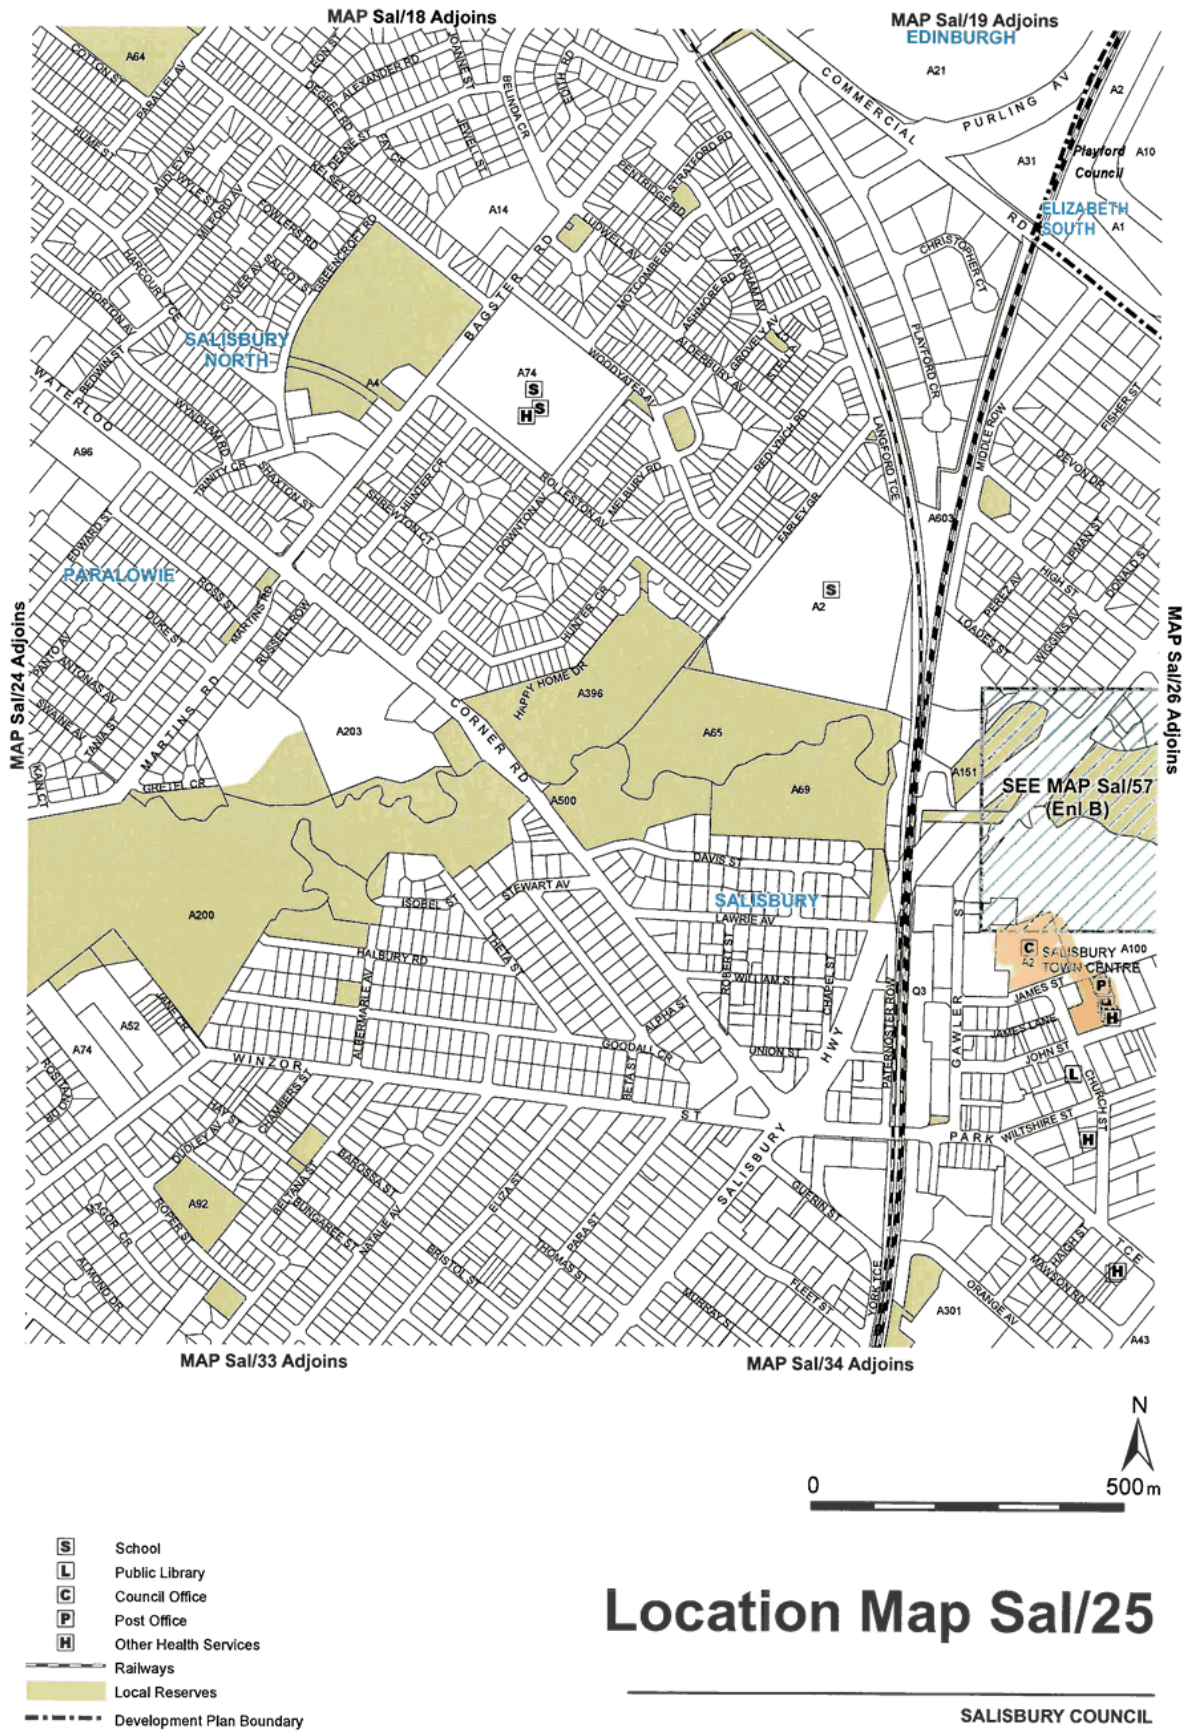 MAP Sal/18 Adjoins
MAP Sal/19 Adjoins
EDINBURGH
A64
COTTON ST
PARALLEL AV
LEON ST
ALEXANDER RD
DEGREE RD
JOANNE ST
BELINDA CR
HICE RD
COMMERCIAL
RD
A21
PURLING AV
A2
A31
Playford
Council
A10
A1
ELIZABETH
SOUTH
HUME ST
DEANE ST
FAY CR
JEWELL ST
KELSEY RD
AUDLEY AV
WYLE ST
MILFORD AV
FOWLERS RD
GREENCROFT RD
A14
PENTRIDGE RD
STRATFORD RD
LUDWELL AV
MOTCOMBE RD
FARNHAM AV
ASHMORE RD
CHRISTOPHER CT
HARCOURT CE
CULVER AV
SALCOT ST
HORTON AV
BEDWIN ST
SALISBURY
NORTH
BAGSTER RD
A4
A74
S
S
H
WOODYATES AV
ALDERBURY AV
GROVELY AV
STELLA
PLAYFORD CR
WATERLOO
CORNER RD
WYNDHAM RD
TRINITY CR
SHAXTON ST
A96
HUNTER CR
SHREWTON CT
DOWNTON AV
ROLLESTON AV
MELBURY RD
REDLYNCH RD
EARLEY GR
LANGFORD TCE
MIDDLE ROW
FISHER ST
DEVON DR
A603
LIPMAN ST
DONALD S
HIGH ST
PEREZ AV
LOADES ST
WIGGINS AV
EDWARD ST
PARALOWIE
ROSS ST
DUKE ST
MARTINS RD
RUSSELL ROW
PANTO AV
ANTONAS AV
SWAINE AV
TANIA ST
MARTINS RD
KAIN CT
GRETEL CR
HUNTER CR
S
A2
HAPPY HOME DR
A396
A203
A65
A69
A500
A151
SEE MAP Sal/57
(Enl B)
MAP Sal/24 Adjoins
MAP Sal/26 Adjoins
A200
DAVIS ST
STEWART AV
ISOBEL S
SALISBURY
LAWRIE AV
THETA ST
HALBURY RD
ALBERMARLE AV
ROBERT ST
WILLIAM S
CHAPEL ST
ALPHA ST
UNION ST
HWY
PATERNOSTER ROW
Q3
GAWLER
ST
C
A2
SALISBURY
TOWN CENTRE
A100
P
H
JAMES ST
JAMES LANE
JOHN ST
L
CHURCH ST
A52
JANE CR
A74
ROSITANO DR
WINZOR
ST
GOODALL CR
BETA ST
HAY ST
CHAMBERS ST
DUDLEY AV
A92
ROPER ST
MAGOR CR
ALMOND DR
BELTANA ST
BAROSSA ST
BUNGAREE ST
NATALIE AV
BRISTOL ST
ELIZA ST
THOMAS ST
PARA ST
SALISBURY
MURRAY ST
GUERIN ST
FLEET ST
YORK TCE
PARK
WILTSHIRE ST
H
HAIGH ST
TCE
H
MAWSON RD
ORANGE AV
A301
A43
MAP Sal/33 Adjoins
MAP Sal/34 Adjoins
N
0
500 m
S School
L Public Library
C Council Office
P Post Office
H Other Health Services
Railways
Local Reserves
Development Plan Boundary
Location Map Sal/25
SALISBURY COUNCIL